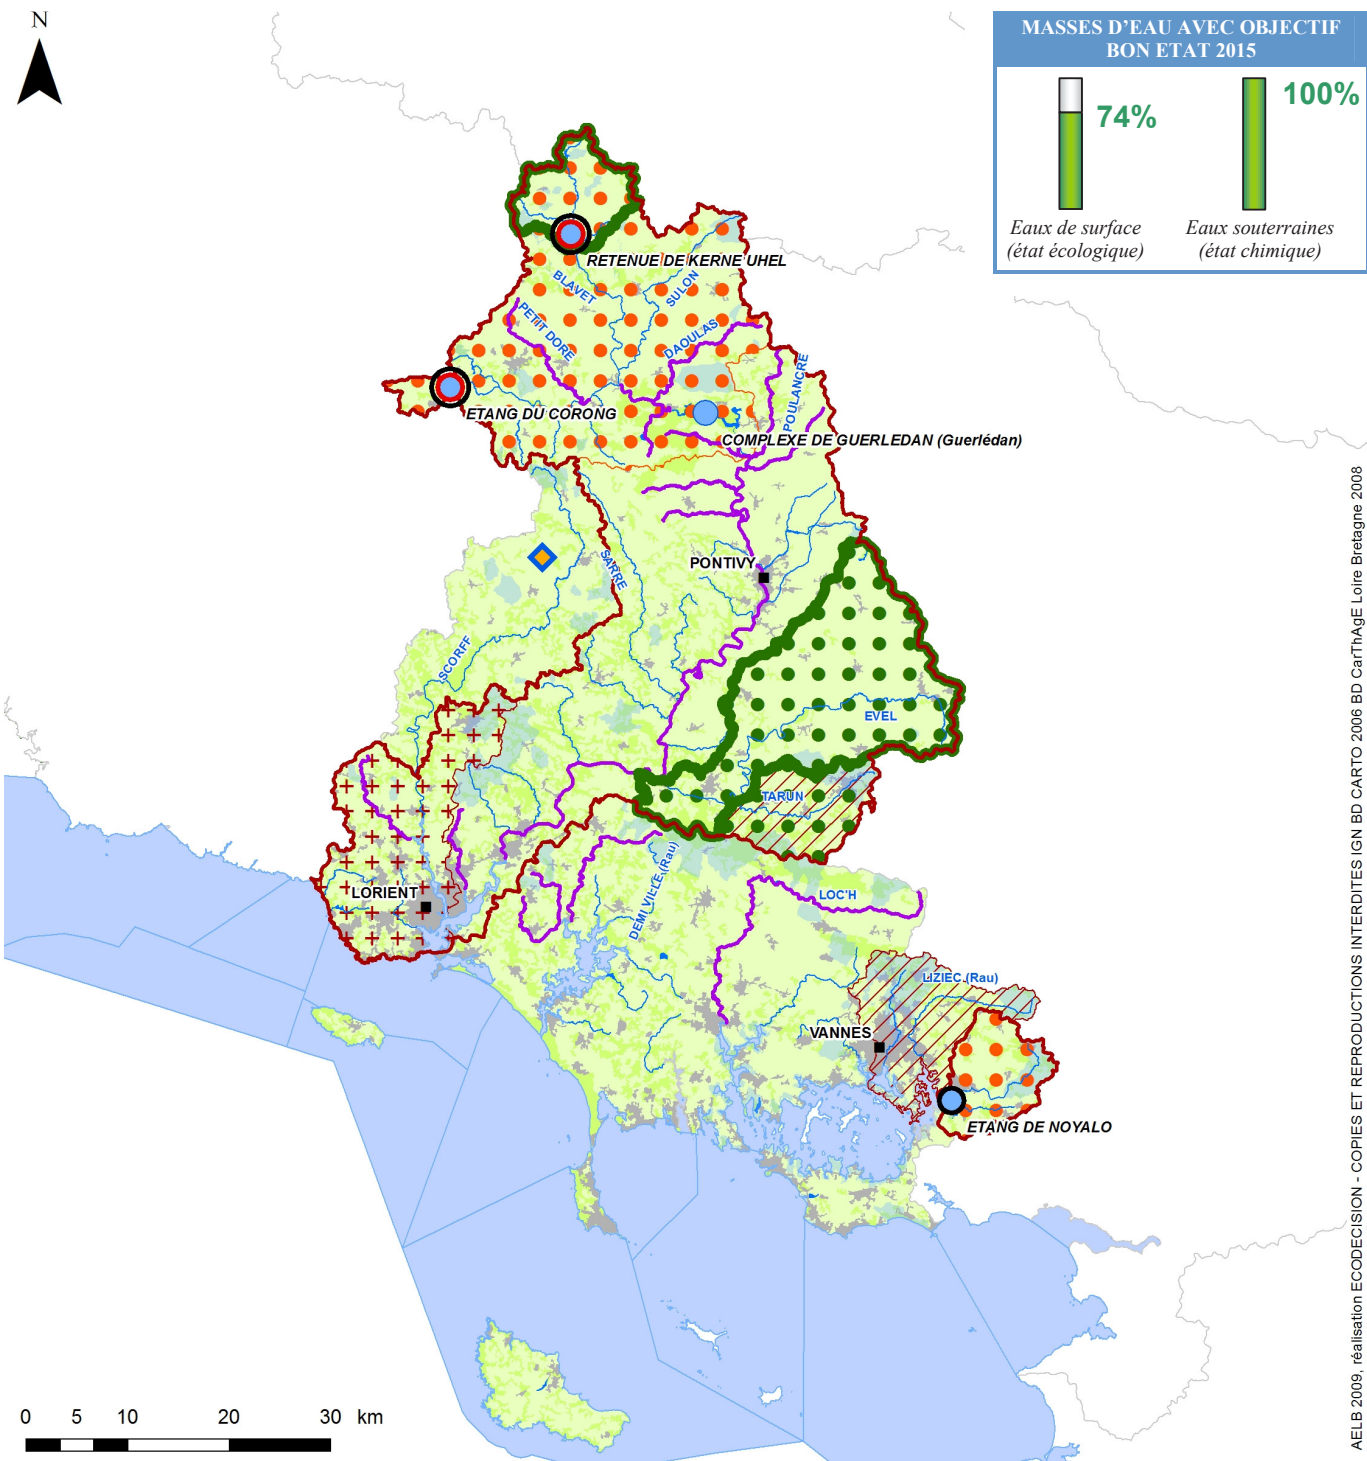 N
MASSES D'EAU AVEC OBJECTIF
BON ETAT 2015
74%
100%
Eaux de surface
(état écologique)
Eaux souterraines
(état chimique)
RETENUE DE KERNE UHEL
BLAVET
SULON
PETIT DORE
DAOULAS
POULANCRE
ETANG DU CORONG
COMPLEXE DE GUERLEDAN (Guerlédan)
SARRE
PONTIVY
SCORFF
EVEL
TARUN
LORIENT
DEMI VILLE (Rau)
LOC'H
LIZIEC (Rau)
VANNES
ETANG DE NOYALO
0 5 10 20 30 km
AELB 2009, réalisation ECODECISION - COPIES ET REPRODUCTIONS INTERDITES IGN BD CARTO 2006 BD CarThAgE Loire Bretagne 2008